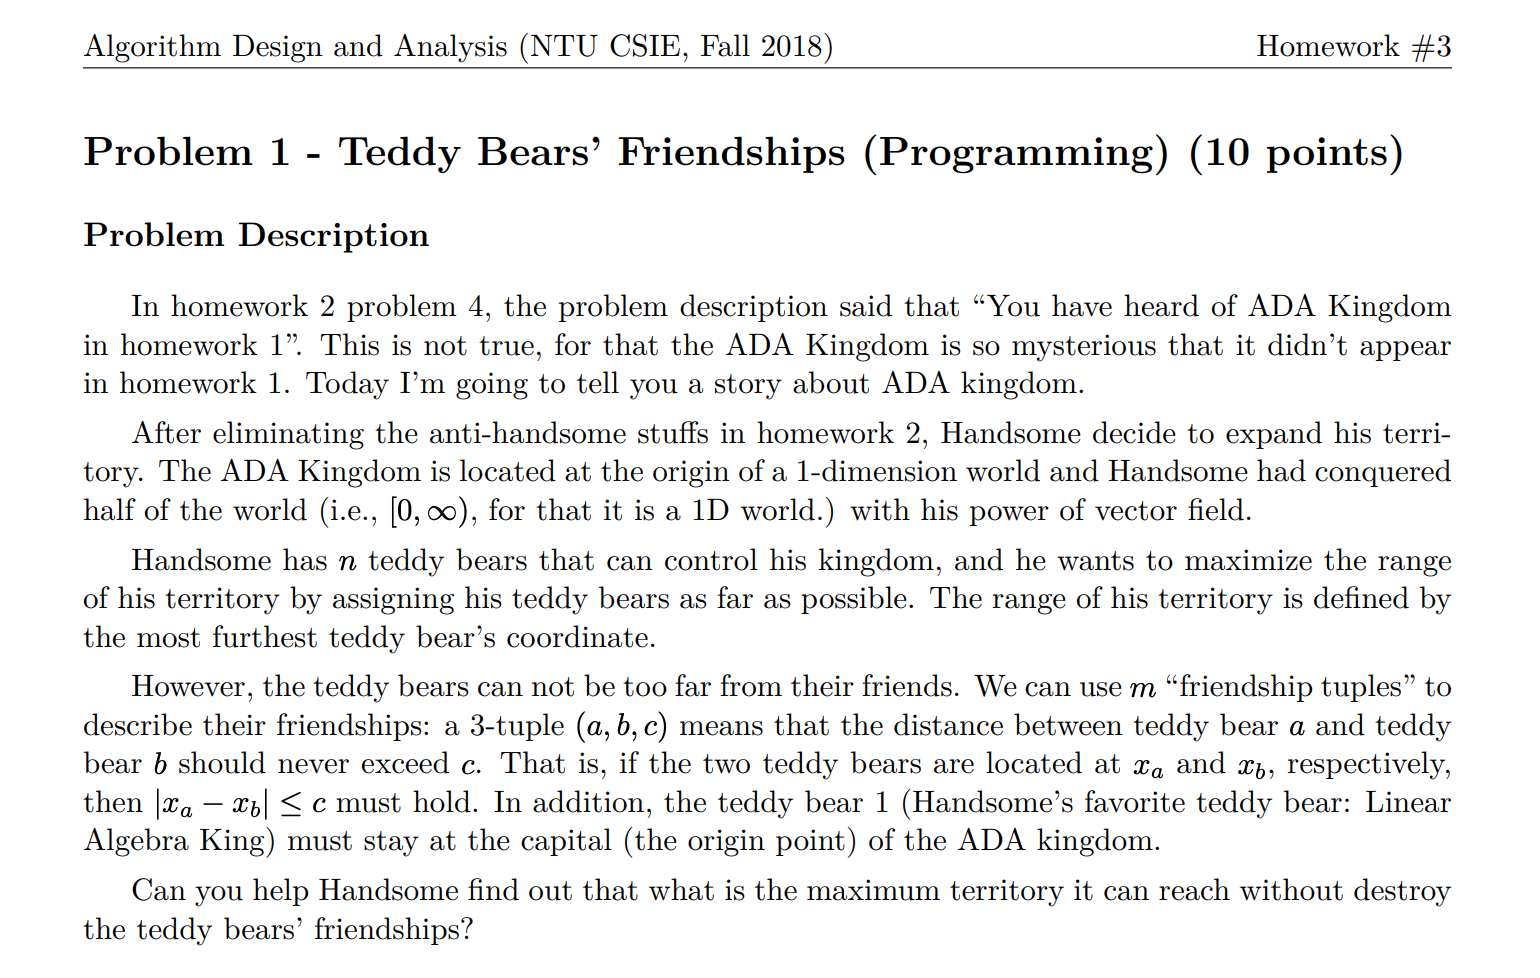 Algorithm Design and Analysis (NTU CSIE, Fall 2018) Homework #3
Problem 1 - Teddy Bears’ Friendships (Programming) (10 points)
Problem Description
In homework 2 problem 4, the problem description said that “You have heard of ADA Kingdom
in homework 1”. This is not true, for that the ADA Kingdom is so mysterious that it didn’t appear
in homework 1. Today I’m going to tell you a story about ADA kingdom.
After eliminating the anti-handsome stuffs in homework 2, Handsome decide to expand his terri-
tory. The ADA Kingdom is located at the origin of a 1-dimension world and Handsome had conquered
half of the world (i.e., [0, ∞), for that it is a 1D world.) with his power of vector field.
Handsome has n teddy bears that can control his kingdom, and he wants to maximize the range
of his territory by assigning his teddy bears as far as possible. The range of his territory is defined by
the most furthest teddy bear’s coordinate.
However, the teddy bears can not be too far from their friends. We can use m “friendship tuples” to
describe their friendships: a 3-tuple (a, b, c) means that the distance between teddy bear a and teddy
bear b should never exceed c. That is, if the two teddy bears are located at xₐ and x_b, respectively,
then |xₐ − x_b| ≤ c must hold. In addition, the teddy bear 1 (Handsome’s favorite teddy bear: Linear
Algebra King) must stay at the capital (the origin point) of the ADA kingdom.
Can you help Handsome find out that what is the maximum territory it can reach without destroy
the teddy bears’ friendships?